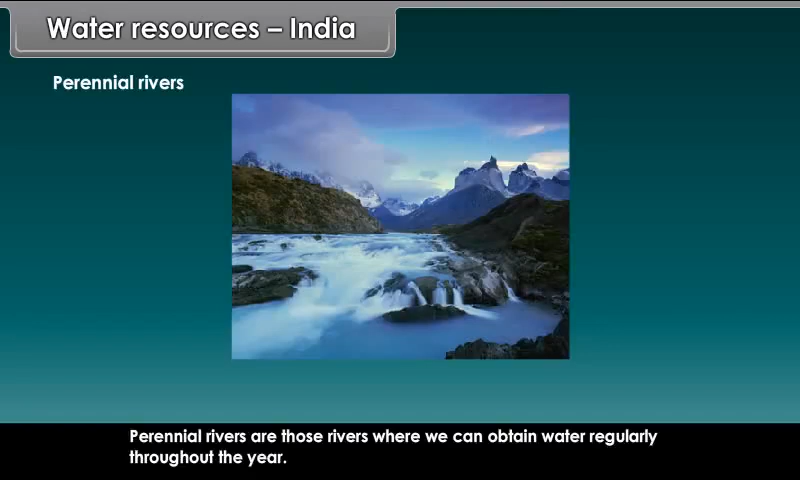 Water resources – India
Perennial rivers
Perennial rivers are those rivers where we can obtain water regularly
throughout the year.